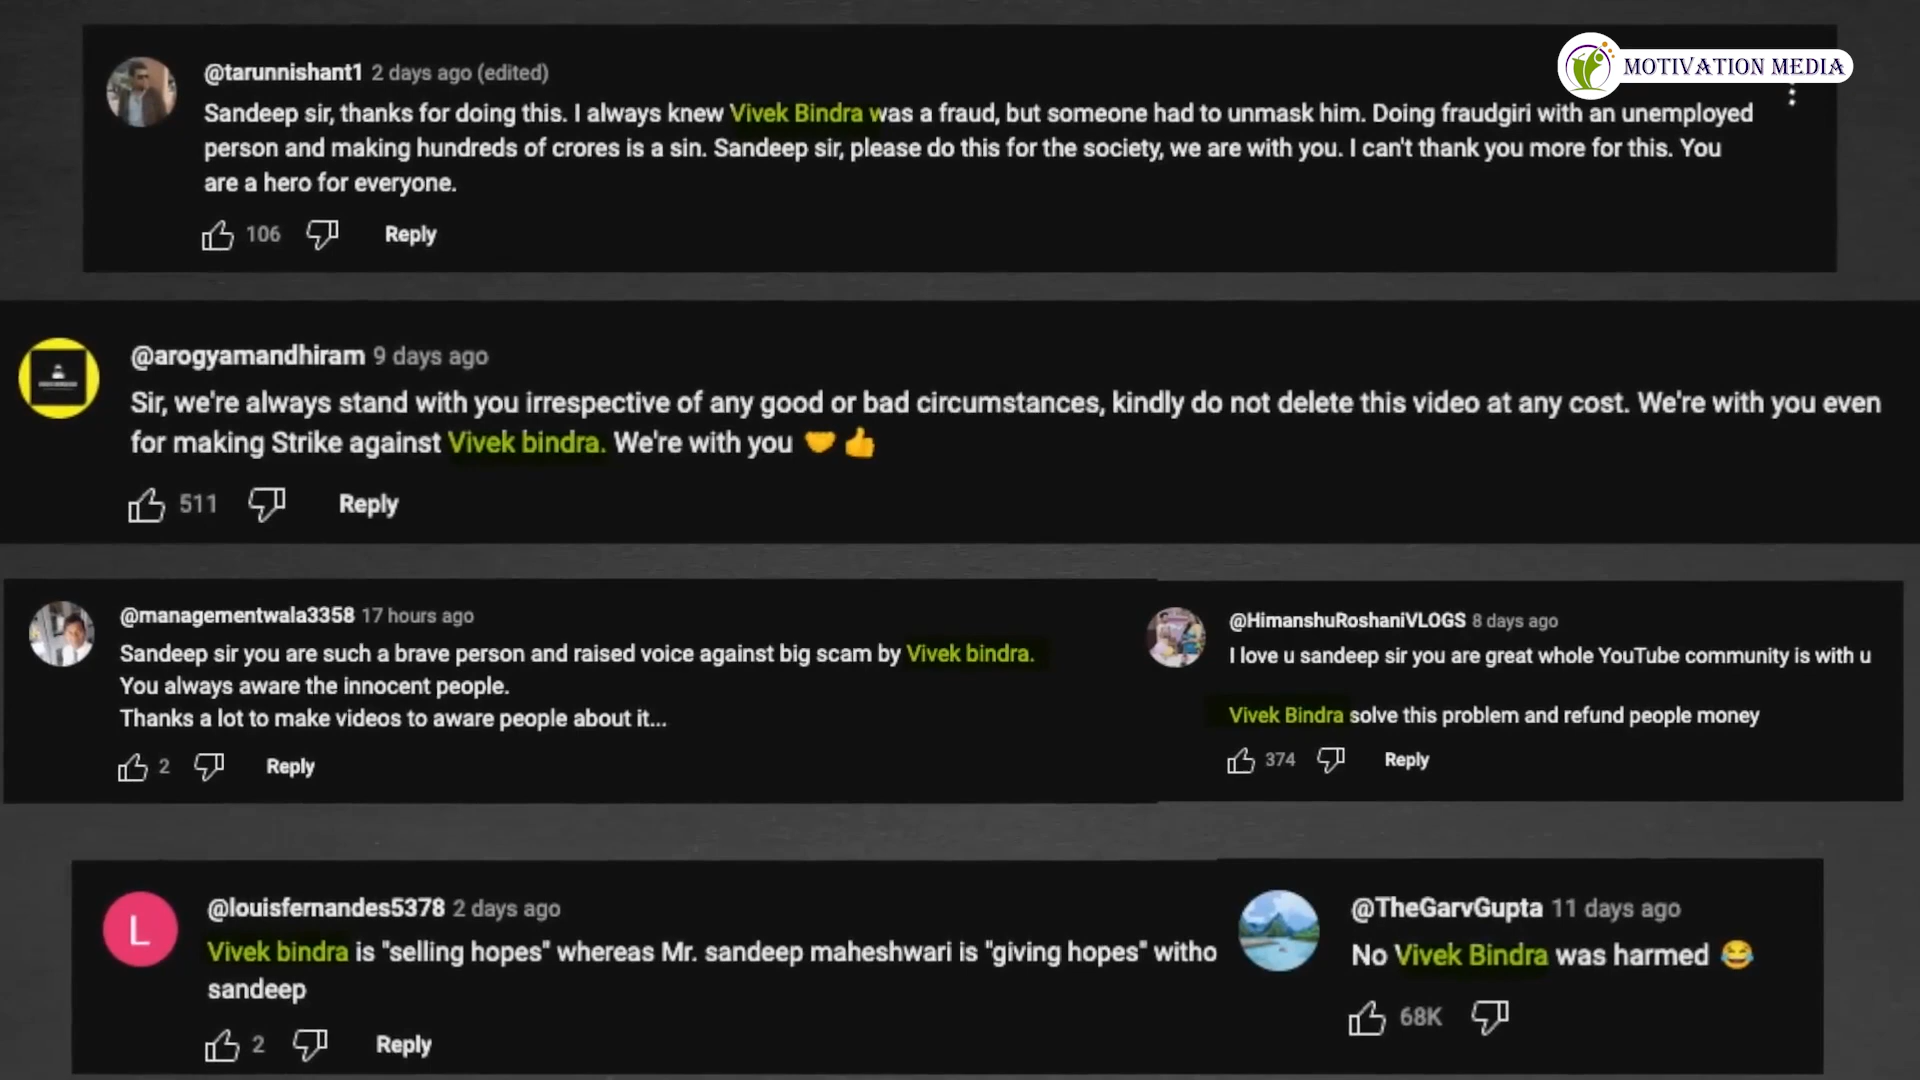 MOTIVATION MEDIA
@tarunnishant1 2 days ago (edited)
Sandeep sir, thanks for doing this. I always knew Vivek Bindra was a fraud, but someone had to unmask him. Doing fraudgiri with an unemployed
person and making hundreds of crores is a sin. Sandeep sir, please do this for the society, we are with you. I can't thank you more for this. You
are a hero for everyone.
106 Reply
@arogyamandhiram 9 days ago
Sir, we're always stand with you irrespective of any good or bad circumstances, kindly do not delete this video at any cost. We're with you even
for making Strike against Vivek bindra. We're with you 🤝 👍
511 Reply
@managementwala3358 17 hours ago
Sandeep sir you are such a brave person and raised voice against big scam by Vivek bindra.
You always aware the innocent people.
Thanks a lot to make videos to aware people about it...
2 Reply
@HimanshuRoshaniVLOGS 8 days ago
I love u sandeep sir you are great whole YouTube community is with u
Vivek Bindra solve this problem and refund people money
374 Reply
L
@louisfernandes5378 2 days ago
Vivek bindra is "selling hopes" whereas Mr. sandeep maheshwari is "giving hopes" witho
sandeep
2 Reply
@TheGarvGupta 11 days ago
No Vivek Bindra was harmed 😂
68K